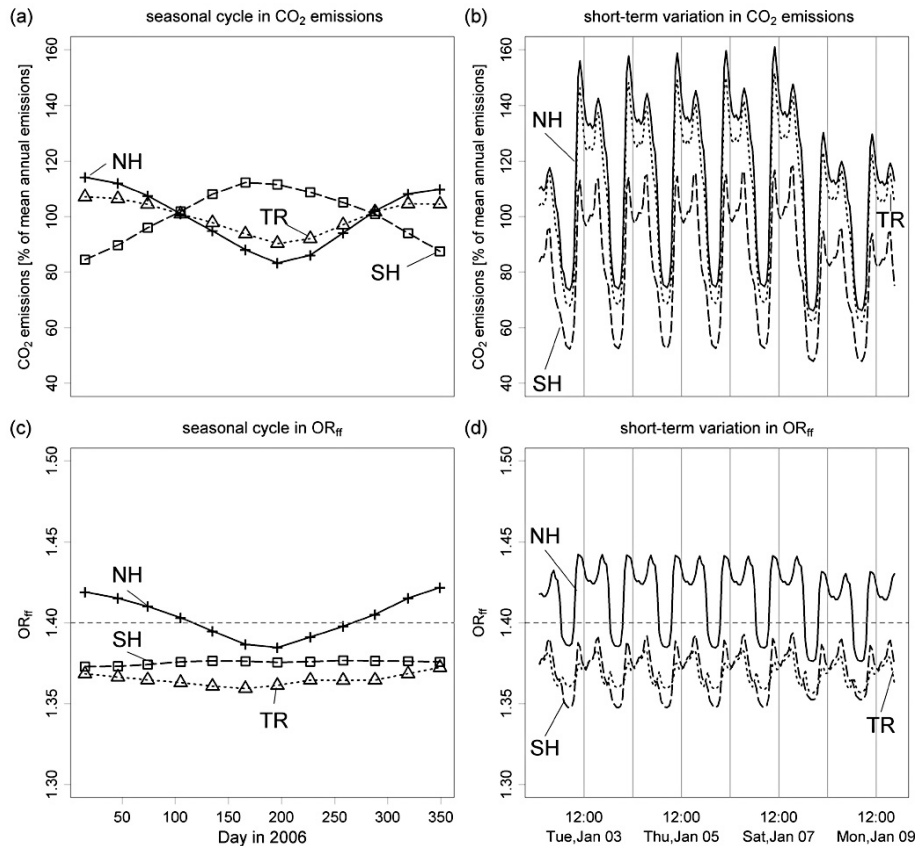 (a) seasonal cycle in CO₂ emissions
CO₂ emissions [% of mean annual emissions]
160
140
120
100
80
60
40
NH
TR
SH
(b) short-term variation in CO₂ emissions
CO₂ emissions [% of mean annual emissions]
160
140
120
100
80
60
40
NH
TR
SH
(c) seasonal cycle in ORff
ORff
1.50
1.45
1.40
1.35
1.30
NH
SH
TR
50 100 150 200 250 300 350
Day in 2006
(d) short-term variation in ORff
ORff
1.50
1.45
1.40
1.35
1.30
NH
TR
SH
12:00 12:00 12:00 12:00
Tue,Jan 03 Thu,Jan 05 Sat,Jan 07 Mon,Jan 09